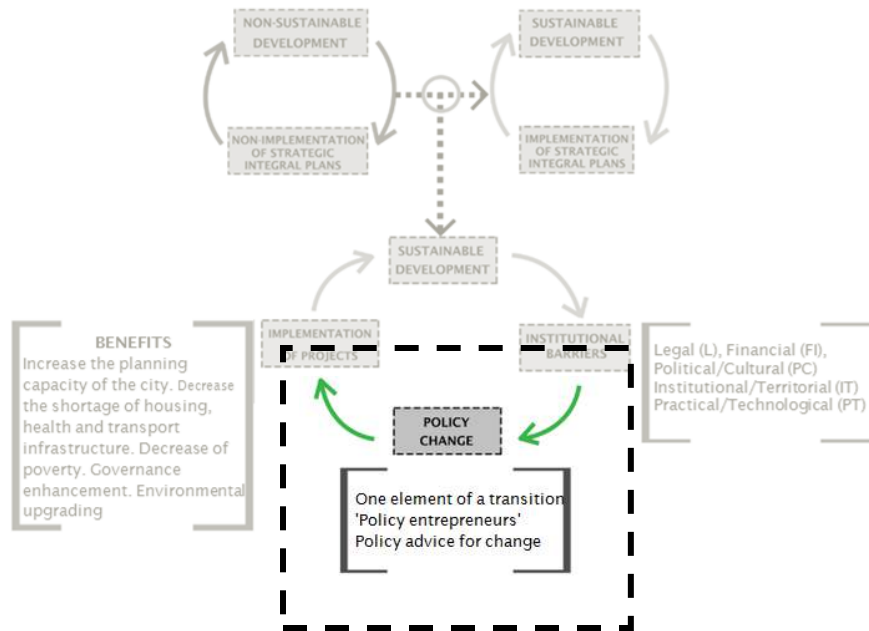 NON-SUSTAINABLE
DEVELOPMENT
SUSTAINABLE
DEVELOPMENT
NON-IMPLEMENTATION
OF STRATEGIC
INTEGRAL PLANS
IMPLEMENTATION
OF STRATEGIC
INTEGRAL PLANS
SUSTAINABLE
DEVELOPMENT
BENEFITS
Increase the planning
capacity of the city. Decrease
the shortage of housing,
health and transport
infrastructure. Decrease of
poverty. Governance
enhancement. Environmental
upgrading
IMPLEMENTATION
OF PROJECTS
INSTITUTIONAL
BARRIERS
Legal (L), Financial (FI),
Political/Cultural (PC)
Institutional/Territorial (IT)
Practical/Technological (PT)
POLICY
CHANGE
One element of a transition
'Policy entrepreneurs'
Policy advice for change